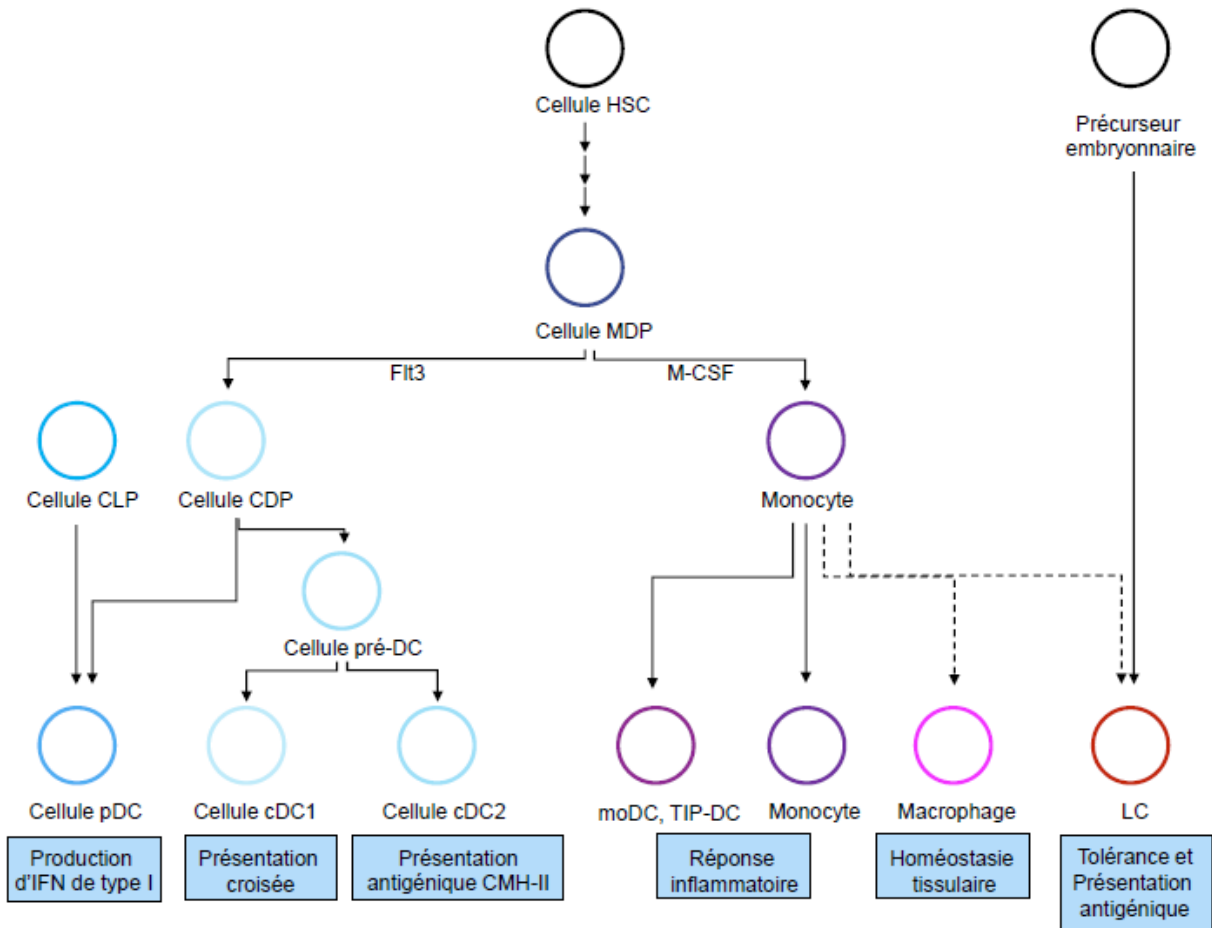 Cellule HSC
Précurseur
embryonnaire
Cellule MDP
Flt3
M-CSF
Cellule CLP
Cellule CDP
Monocyte
Cellule pré-DC
Cellule pDC
Cellule cDC1
Cellule cDC2
moDC, TIP-DC
Monocyte
Macrophage
LC
Production
d'IFN de type I
Présentation
croisée
Présentation
antigénique CMH-II
Réponse
inflammatoire
Homéostasie
tissulaire
Tolérance et
Présentation
antigénique